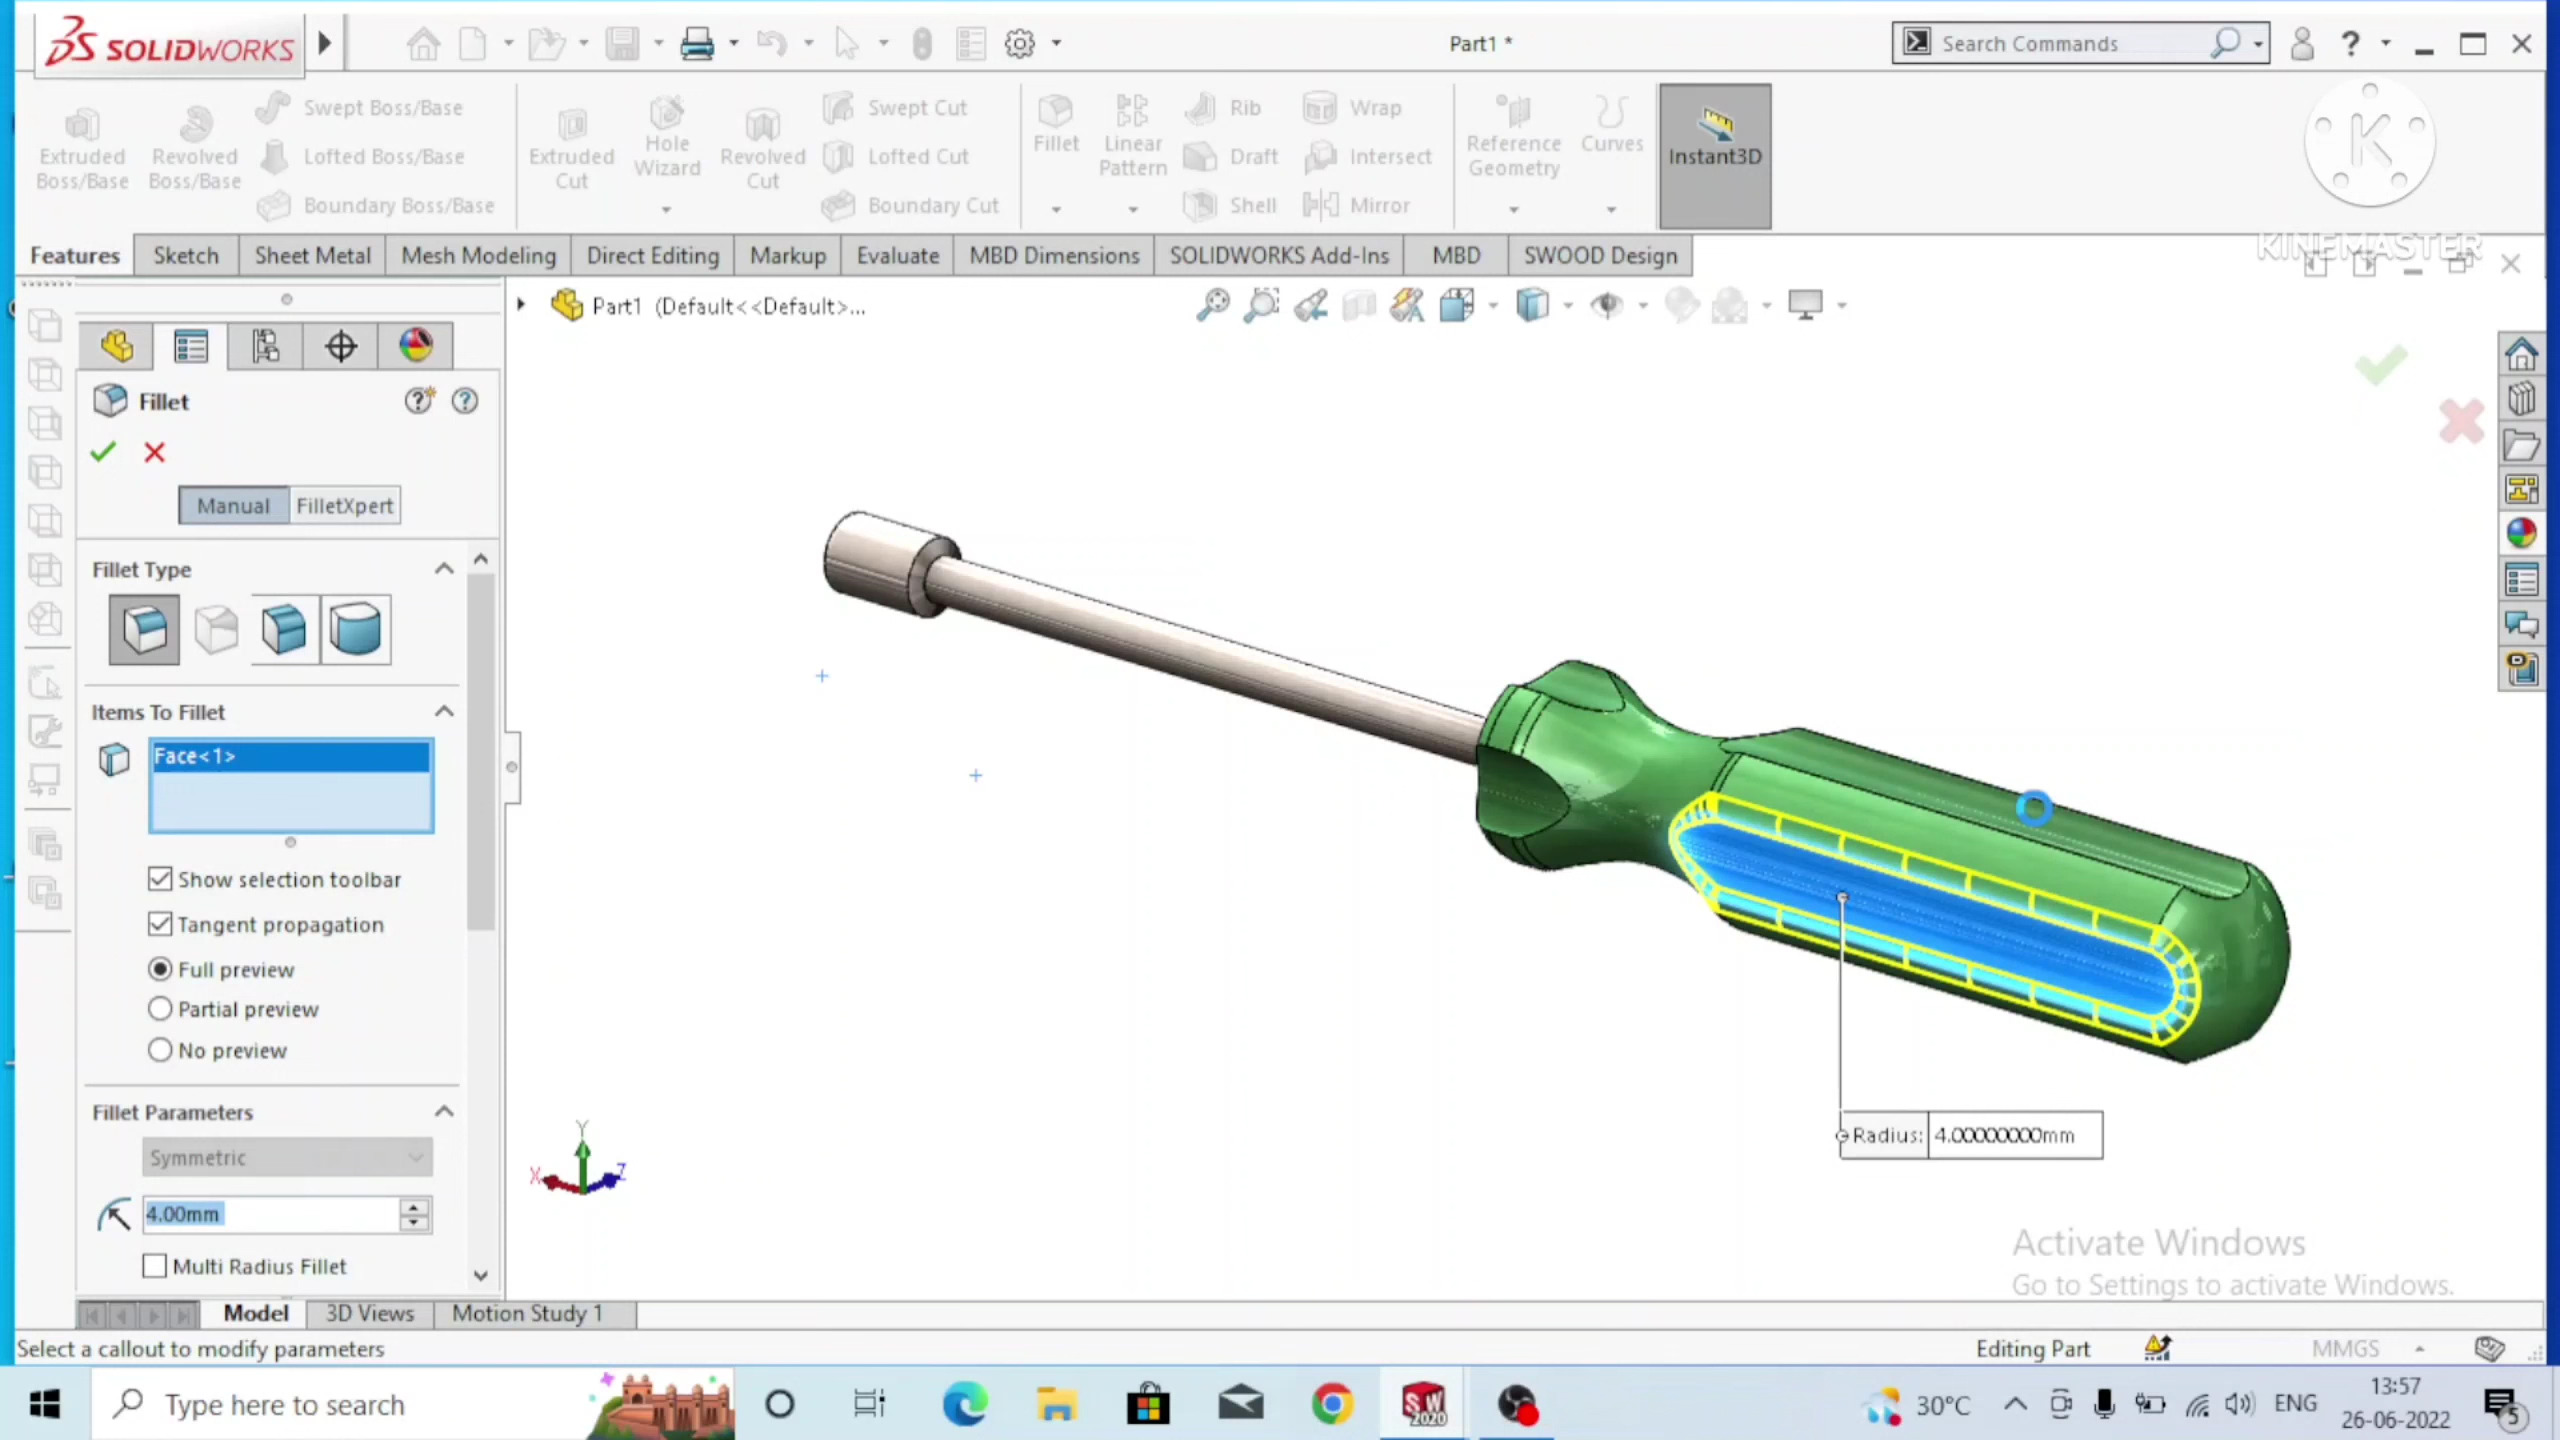 SOLIDWORKS
Part1 *
Search Commands
Extruded Boss/Base
Revolved Boss/Base
Swept Boss/Base
Lofted Boss/Base
Boundary Boss/Base
Extruded Cut
Hole Wizard
Revolved Cut
Swept Cut
Lofted Cut
Boundary Cut
Fillet
Linear Pattern
Rib
Draft
Shell
Wrap
Intersect
Mirror
Reference Geometry
Curves
Instant3D
K
KINEMASTER
Features
Sketch
Sheet Metal
Mesh Modeling
Direct Editing
Markup
Evaluate
MBD Dimensions
SOLIDWORKS Add-Ins
MBD
SWOOD Design
Part1 (Default<<Default>...
Fillet
Manual
FilletXpert
Fillet Type
Items To Fillet
Face<1>
Show selection toolbar
Tangent propagation
Full preview
Partial preview
No preview
Fillet Parameters
Symmetric
4.00mm
Multi Radius Fillet
Y
X
Z
Radius: 4.00000000mm
Activate Windows
Go to Settings to activate Windows.
Model
3D Views
Motion Study 1
Select a callout to modify parameters
Editing Part
MMGS
Type here to search
SW
2020
30°C
ENG
13:57
26-06-2022
5